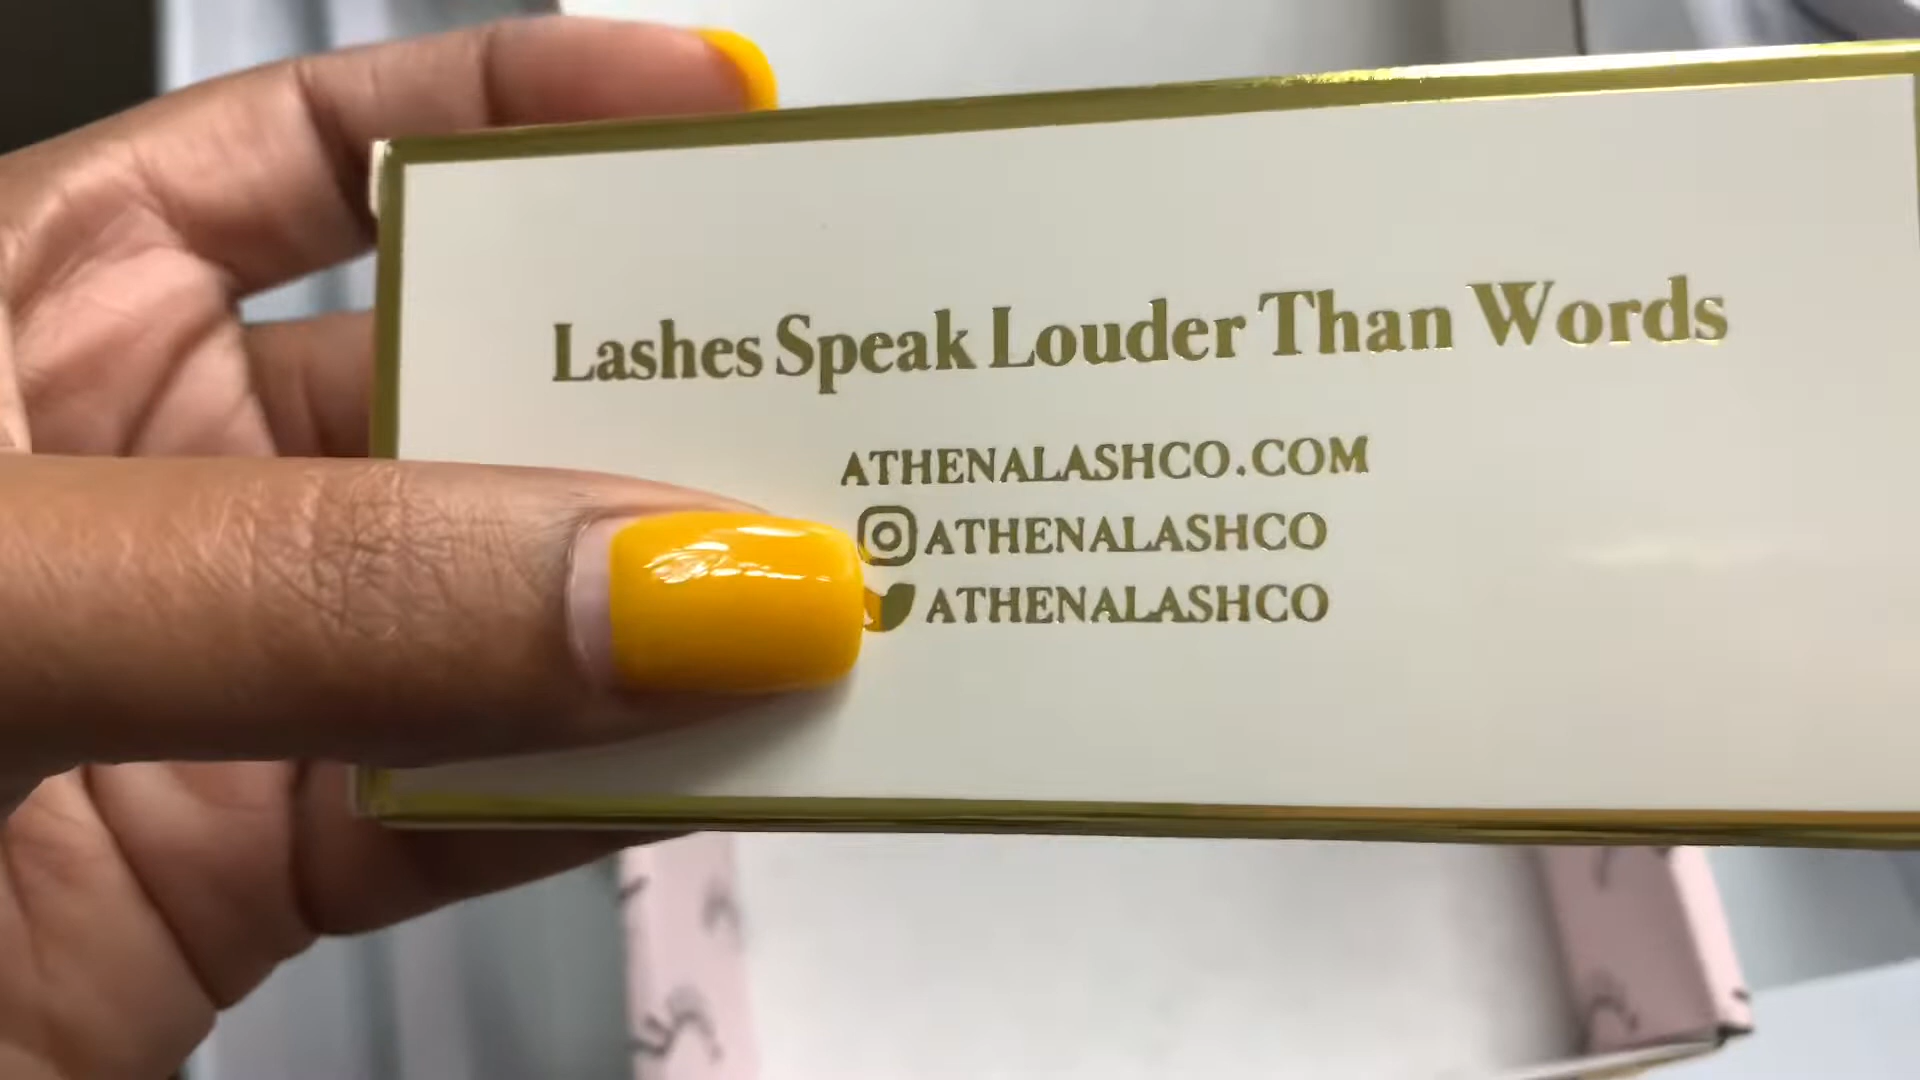 Lashes Speak Louder Than Words
ATHENALASHCO.COM
ATHENALASHCO
ATHENALASHCO